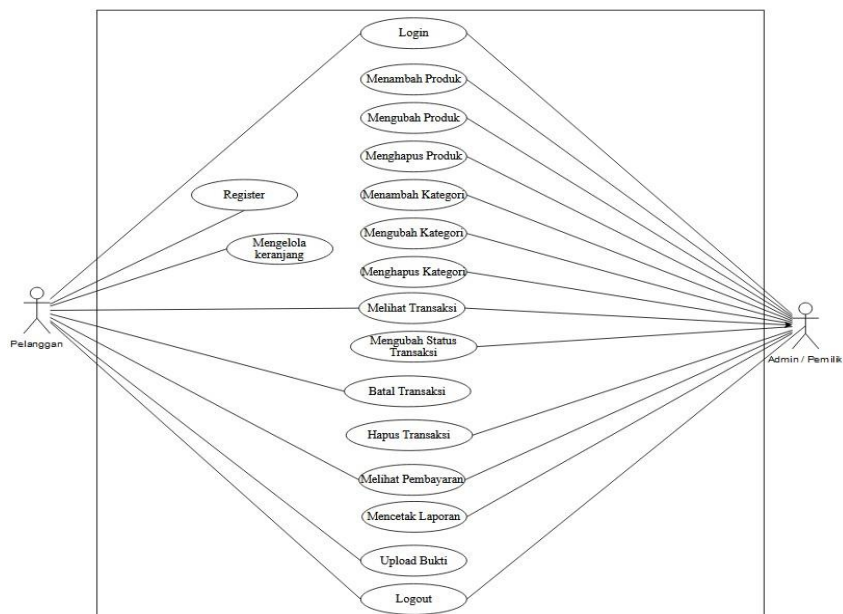 Login
Menambah Produk
Mengubah Produk
Menghapus Produk
Register
Menambah Kategori
Mengelola
keranjang
Mengubah Kategori
Menghapus Kategori
Melihat Transaksi
Pelanggan
Mengubah Status
Transaksi
Admin / Pemilik
Batal Transaksi
Hapus Transaksi
Melihat Pembayaran
Mencetak Laporan
Upload Bukti
Logout